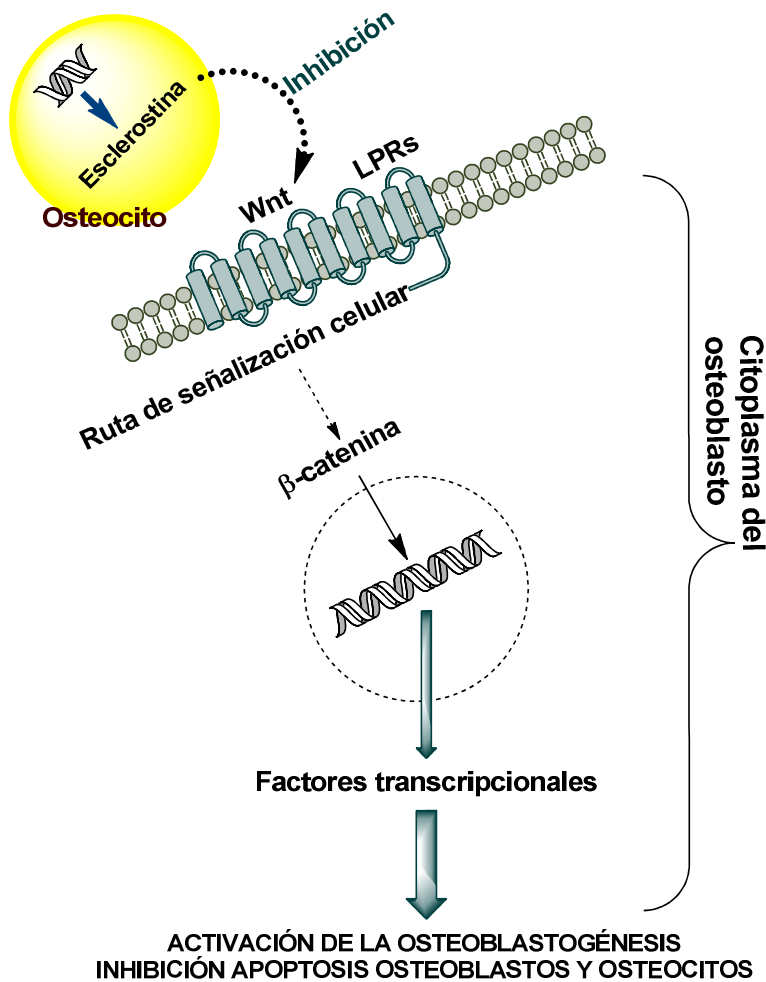 Inhibición
Esclerostina
Osteocito
Wnt
LPRs
Ruta de señalización celular
β-catenina
Citoplasma del
osteoblasto
Factores transcripcionales
ACTIVACIÓN DE LA OSTEOBLASTOGÉNESIS
INHIBICIÓN APOPTOSIS OSTEOBLASTOS Y OSTEOCITOS